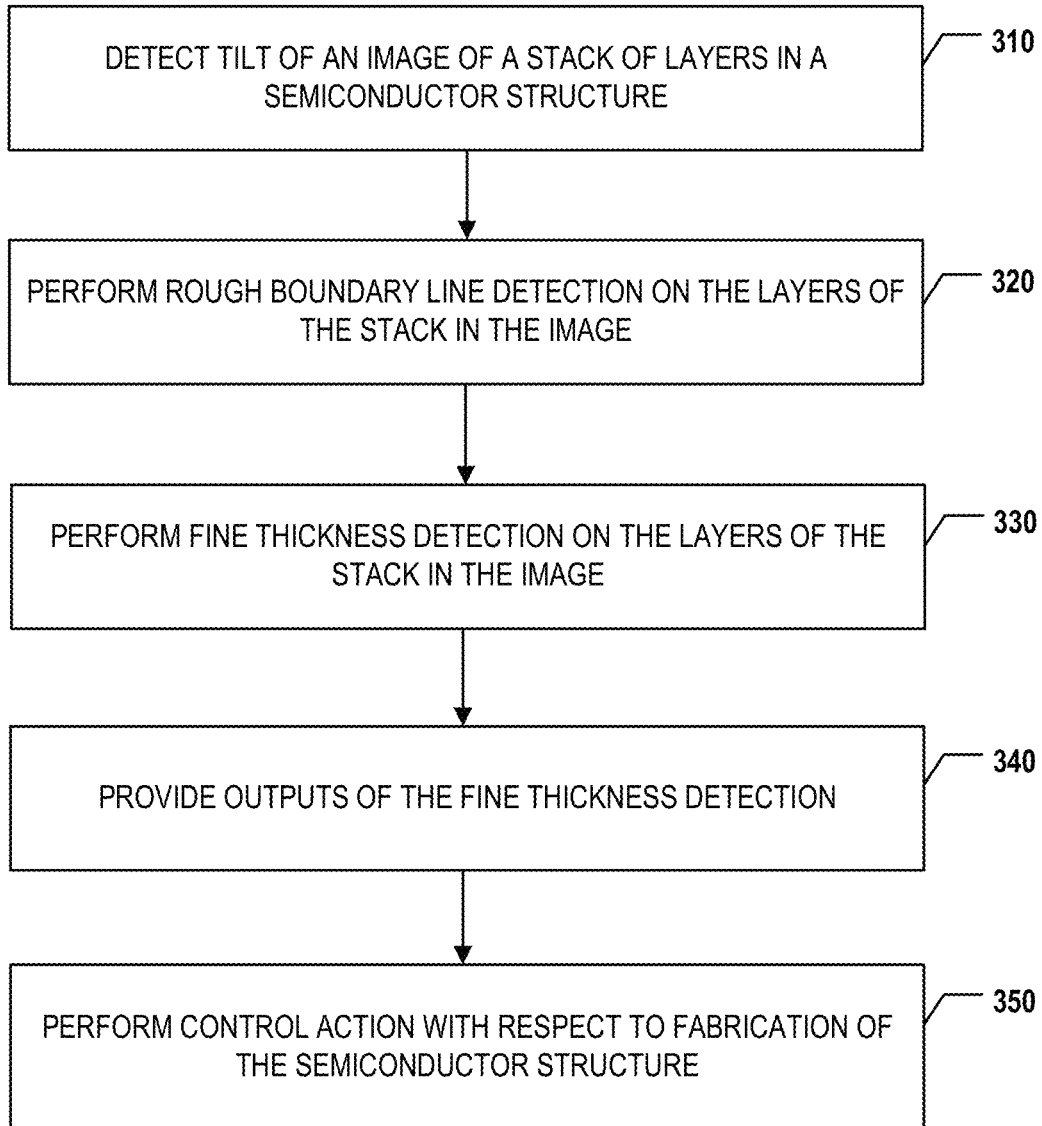 DETECT TILT OF AN IMAGE OF A STACK OF LAYERS IN A
SEMICONDUCTOR STRUCTURE
310
PERFORM ROUGH BOUNDARY LINE DETECTION ON THE LAYERS OF
THE STACK IN THE IMAGE
320
PERFORM FINE THICKNESS DETECTION ON THE LAYERS OF THE
STACK IN THE IMAGE
330
PROVIDE OUTPUTS OF THE FINE THICKNESS DETECTION
340
PERFORM CONTROL ACTION WITH RESPECT TO FABRICATION OF
THE SEMICONDUCTOR STRUCTURE
350